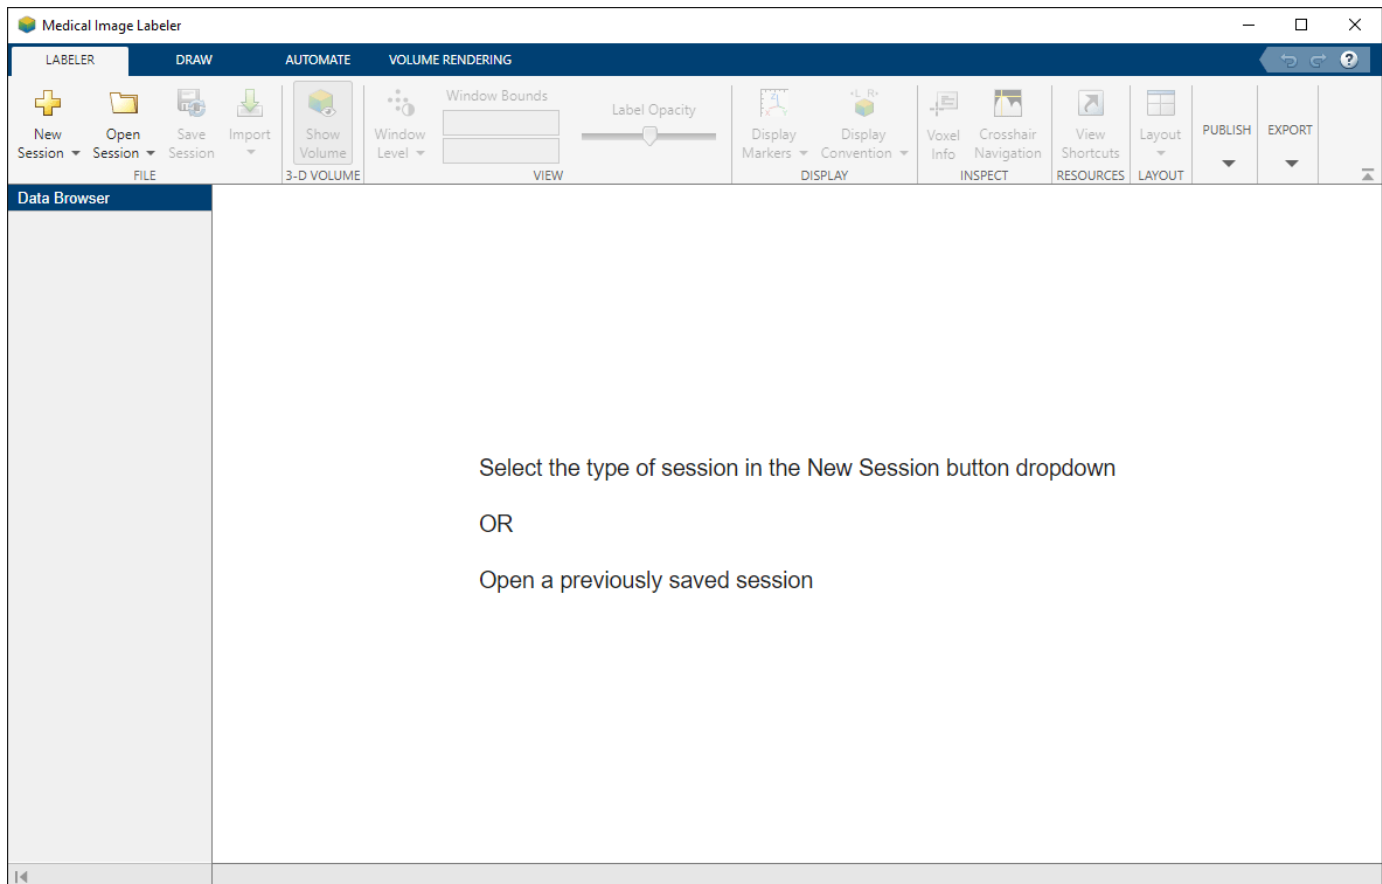 Medical Image Labeler
LABELER DRAW AUTOMATE VOLUME RENDERING
New Session
Open Session
Save Session
Import
FILE
Show Volume
3-D VOLUME
Window Level
Window Bounds
Label Opacity
VIEW
Display Markers
L R
Display Convention
DISPLAY
Voxel Info
Crosshair Navigation
INSPECT
View Shortcuts
RESOURCES
Layout
LAYOUT
PUBLISH
EXPORT
Data Browser
Select the type of session in the New Session button dropdown
OR
Open a previously saved session